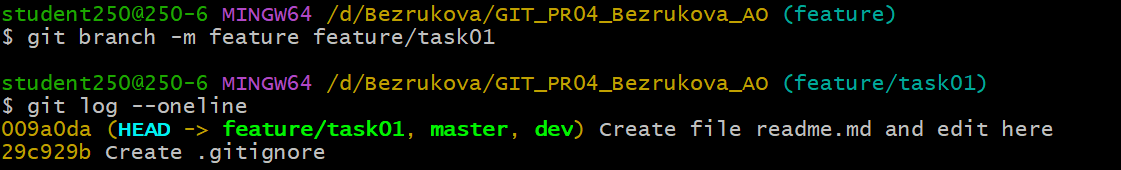 student250@250-6 MINGW64 /d/Bezrukova/GIT_PR04_Bezrukova_AO (feature)
$ git branch -m feature feature/task01
student250@250-6 MINGW64 /d/Bezrukova/GIT_PR04_Bezrukova_AO (feature/task01)
$ git log --oneline
009a0da (HEAD -> feature/task01, master, dev) Create file readme.md and edit here
29c929b Create .gitignore